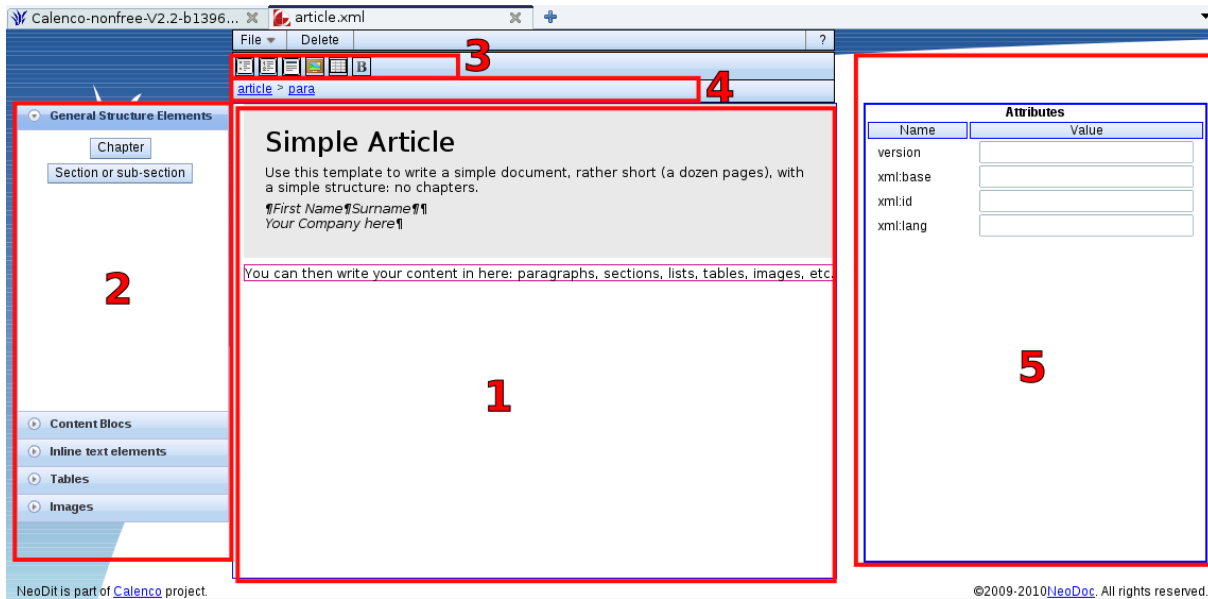 Calenco-nonfree-V2.2-b1396...
article.xml
File Delete ?
3
B
article > para
4
General Structure Elements
Chapter
Section or sub-section
2
Content Blocs
Inline text elements
Tables
Images
Simple Article
Use this template to write a simple document, rather short (a dozen pages), with
a simple structure: no chapters.
¶First Name¶Surname¶¶
Your Company here¶
You can then write your content in here: paragraphs, sections, lists, tables, images, etc.
1
Attributes
Name Value
version
xml:base
xml:id
xml:lang
5
NeoDit is part of Calenco project.
©2009-2010NeoDoc. All rights reserved.